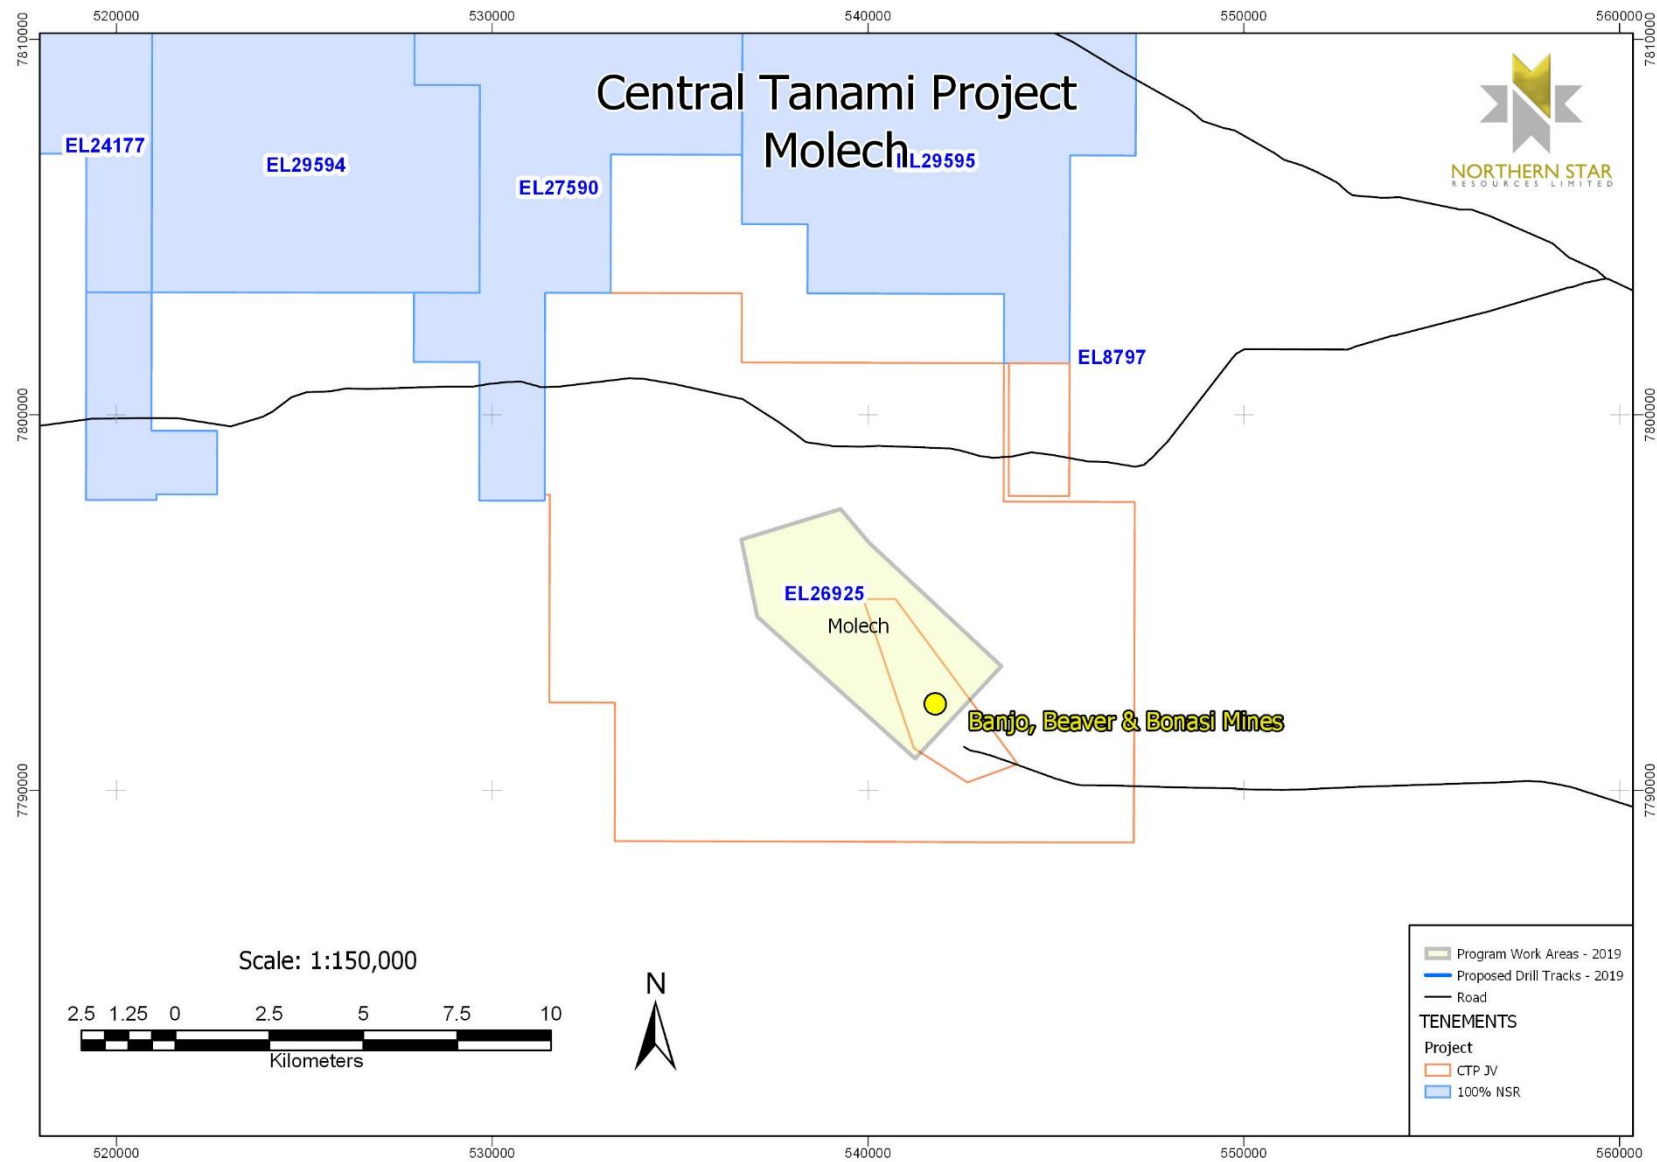 520000
530000
540000
550000
560000
7810000
7810000
Central Tanami Project
Molech
NORTHERN STAR
RESOURCES LIMITED
EL24177
EL29594
EL27590
EL29595
EL8797
7800000
7800000
EL26925
Molech
Banjo, Beaver & Bonasi Mines
7790000
7790000
Scale: 1:150,000
2.5 1.25 0 2.5 5 7.5 10
Kilometers
N
Program Work Areas - 2019
Proposed Drill Tracks - 2019
Road
TENEMENTS
Project
CTP JV
100% NSR
520000
530000
540000
550000
560000